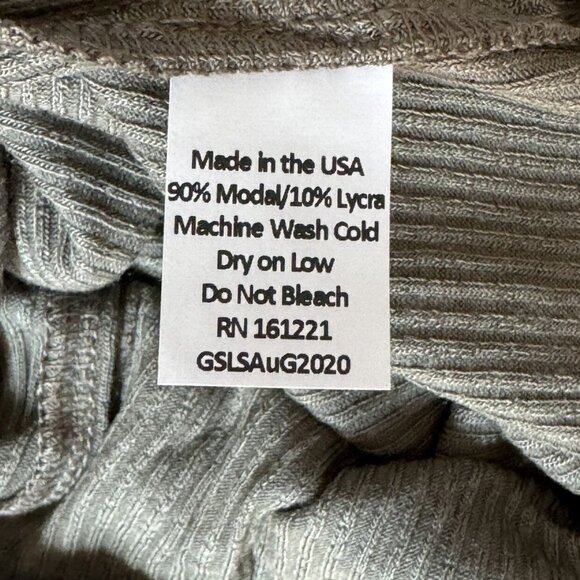 Made in the USA
90% Modal/10% Lycra
Machine Wash Cold
Dry on Low
Do Not Bleach
RN 161221
GSLSAuG2020